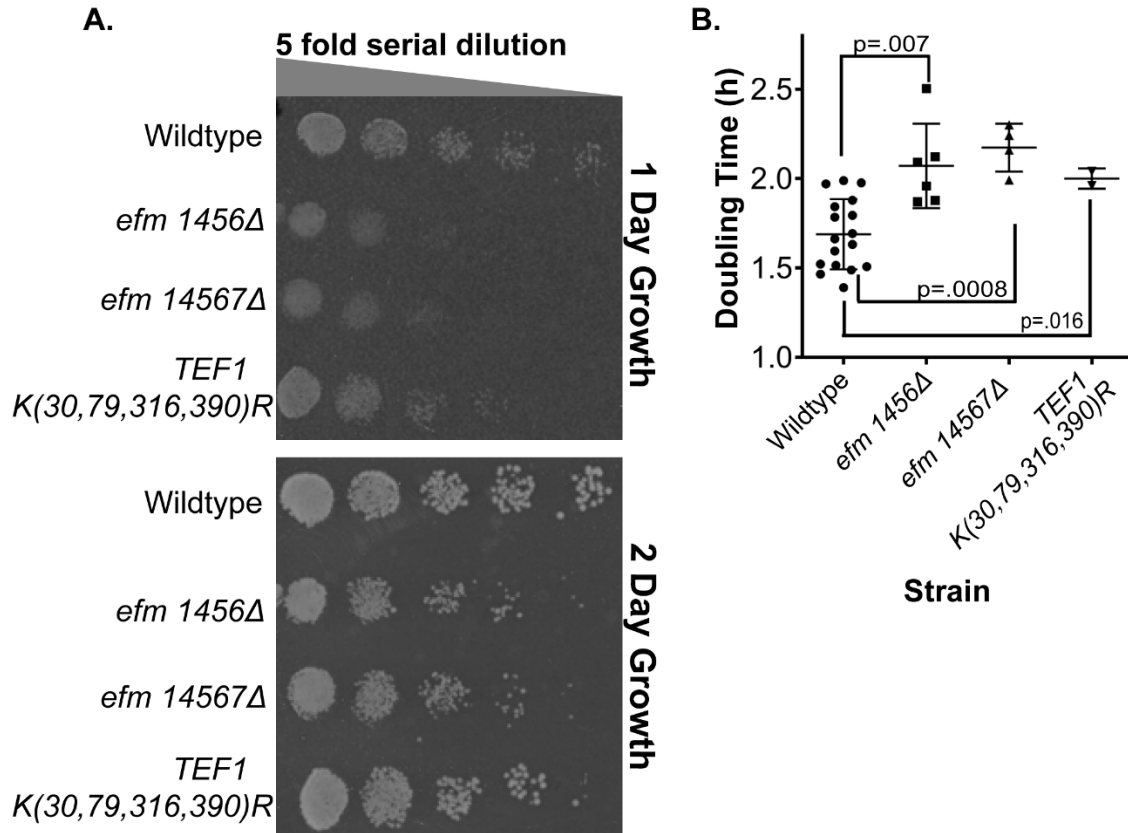 A.
5 fold serial dilution
Wildtype
efm 1456Δ
efm 14567Δ
TEF1
K(30,79,316,390)R
1 Day Growth
Wildtype
efm 1456Δ
efm 14567Δ
TEF1
K(30,79,316,390)R
2 Day Growth
B.
Doubling Time (h)
2.5
2.0
1.5
1.0
p=.007
p=.0008
p=.016
Wildtype
efm 1456Δ
efm 14567Δ
TEF1
K(30,79,316,390)R
Strain